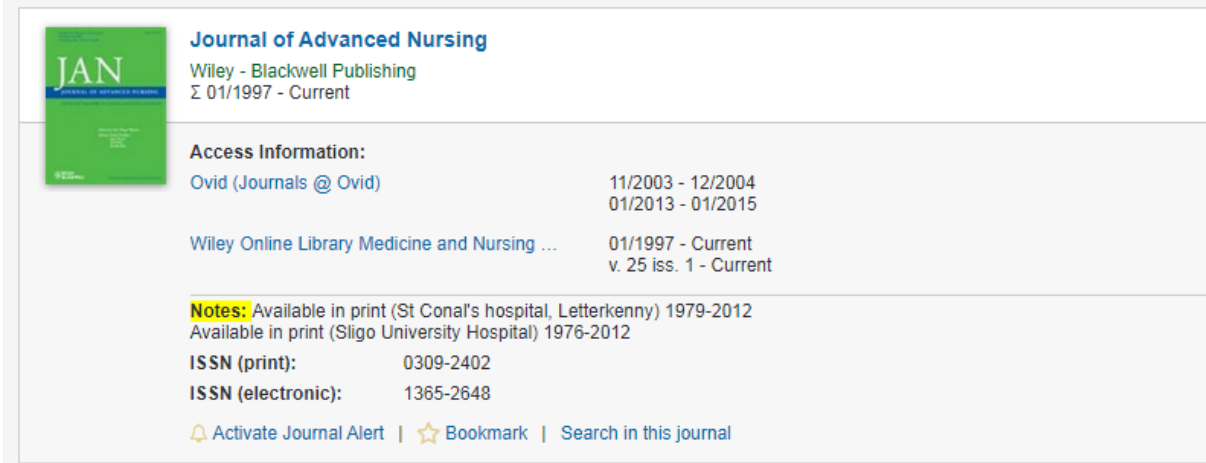 JAN
JOURNAL OF ADVANCED NURSING
Journal of Advanced Nursing
Wiley - Blackwell Publishing
Σ 01/1997 - Current
Access Information:
Ovid (Journals @ Ovid) 11/2003 - 12/2004
01/2013 - 01/2015
Wiley Online Library Medicine and Nursing ... 01/1997 - Current
v. 25 iss. 1 - Current
Notes: Available in print (St Conal's hospital, Letterkenny) 1979-2012
Available in print (Sligo University Hospital) 1976-2012
ISSN (print): 0309-2402
ISSN (electronic): 1365-2648
Activate Journal Alert | Bookmark | Search in this journal